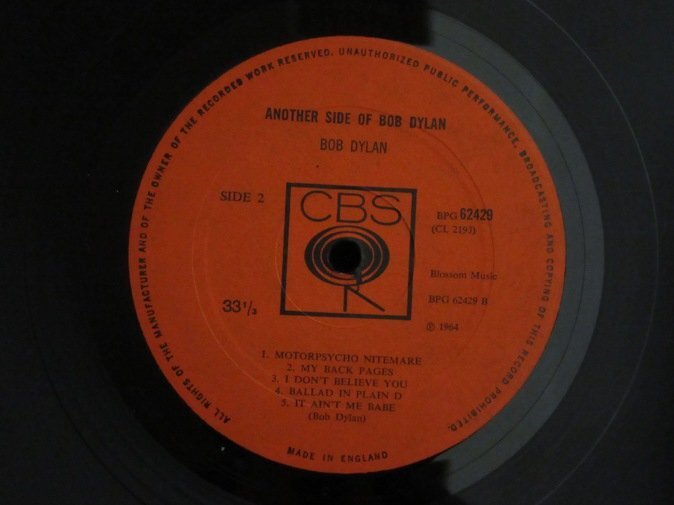 ALL RIGHTS OF THE MANUFACTURER AND OF THE OWNER OF THE RECORDED WORK RESERVED. UNAUTHORIZED PUBLIC PERFORMANCE, BROADCASTING AND COPYING OF THIS RECORD PROHIBITED.
ANOTHER SIDE OF BOB DYLAN
BOB DYLAN
SIDE 2
CBS
BPG 62429
(CL 2193)
Blossom Music
33 1/3
BPG 62429 B
℗ 1964
1. MOTORPSYCHO NITEMARE
2. MY BACK PAGES
3. I DON'T BELIEVE YOU
4. BALLAD IN PLAIN D
5. IT AIN'T ME BABE
(Bob Dylan)
MADE IN ENGLAND